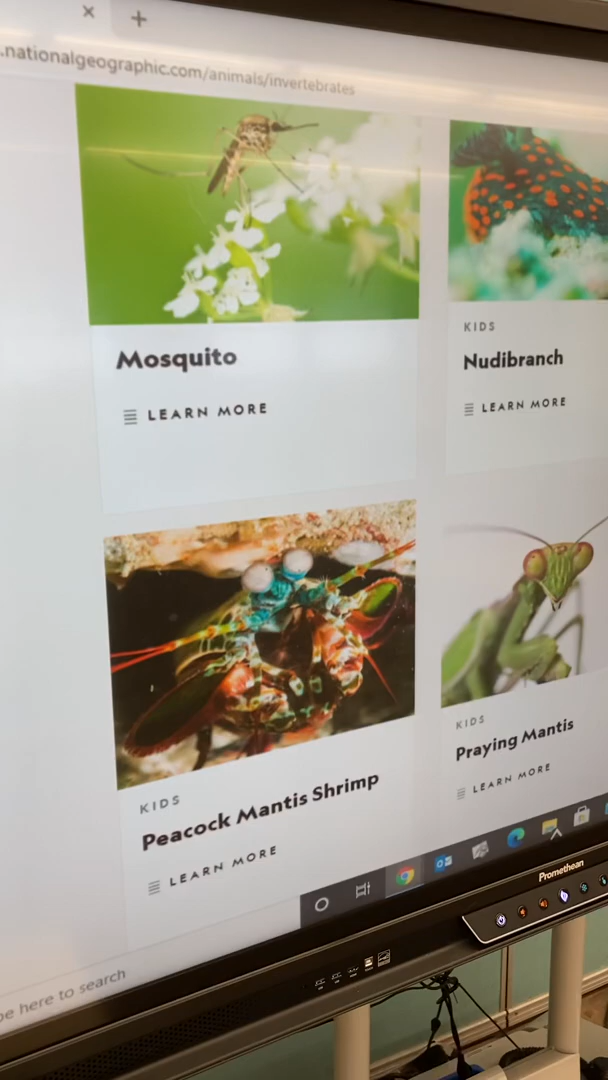 .nationalgeographic.com/animals/invertebrates
Mosquito
LEARN MORE
KIDS
Nudibranch
LEARN MORE
KIDS
Peacock Mantis Shrimp
LEARN MORE
KIDS
Praying Mantis
LEARN MORE
pe here to search
Promethean